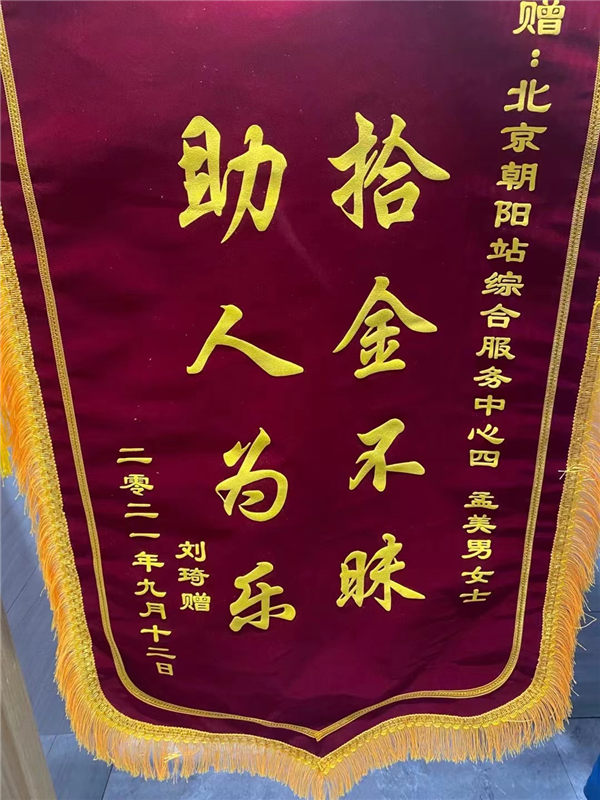 赠：北京朝阳站综合服务中心四 孟美男女士
拾金不昧
助人为乐
刘琦赠
二零二一年九月十二日